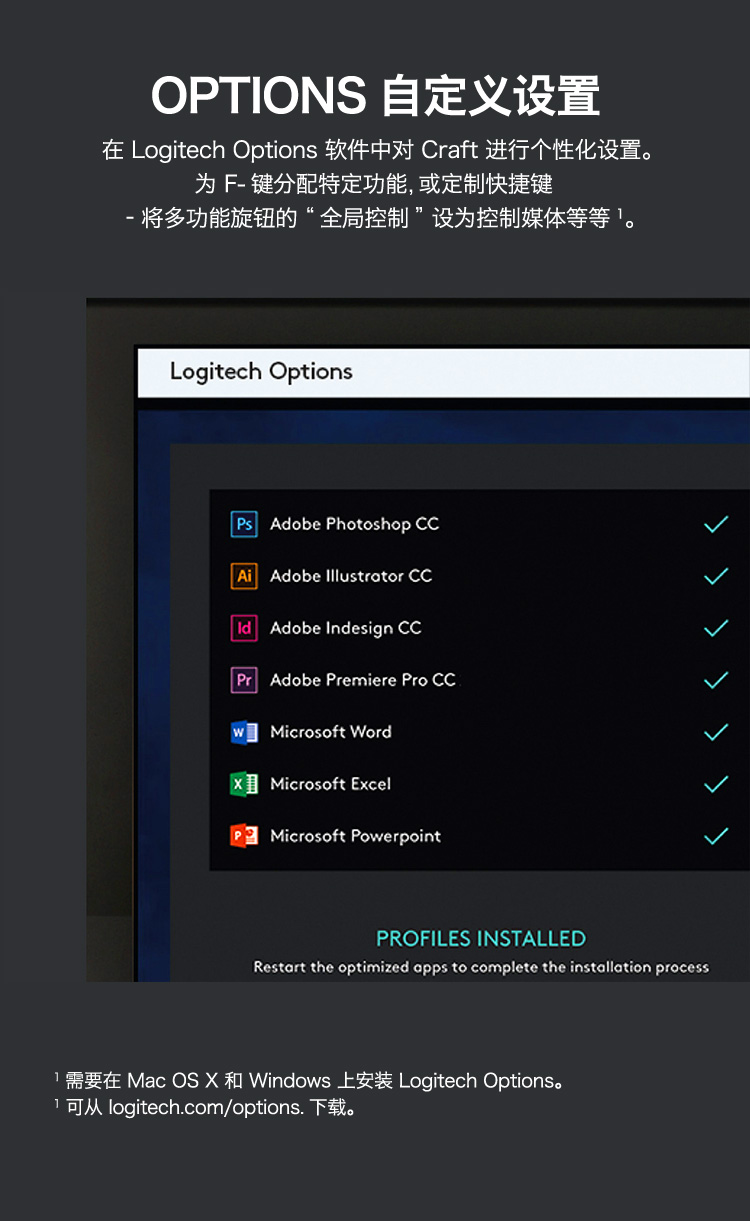 OPTIONS 自定义设置
在 Logitech Options 软件中对 Craft 进行个性化设置。
为 F- 键分配特定功能, 或定制快捷键
- 将多功能旋钮的 “ 全局控制 ” 设为控制媒体等等 ¹。
Logitech Options
Ps Adobe Photoshop CC
Ai Adobe Illustrator CC
Id Adobe Indesign CC
Pr Adobe Premiere Pro CC
W Microsoft Word
X Microsoft Excel
P Microsoft Powerpoint
PROFILES INSTALLED
Restart the optimized apps to complete the installation process
¹ 需要在 Mac OS X 和 Windows 上安装 Logitech Options。
¹ 可从 logitech.com/options. 下载。